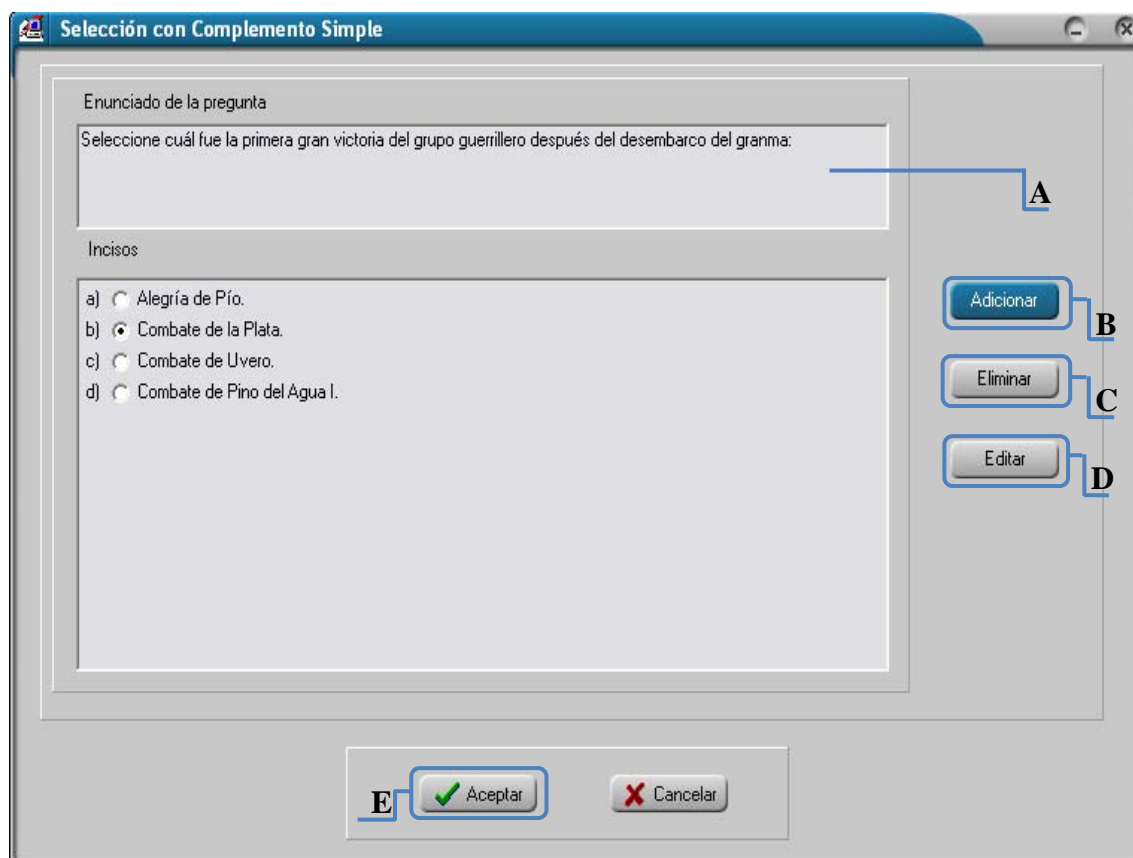 Selección con Complemento Simple
Enunciado de la pregunta
Seleccione cuál fue la primera gran victoria del grupo guerrillero después del desembarco del granma:
A
Incisos
a) Alegría de Pío.
b) Combate de la Plata.
c) Combate de Uvero.
d) Combate de Pino del Agua I.
Adicionar
B
Eliminar
C
Editar
D
E
Aceptar
Cancelar